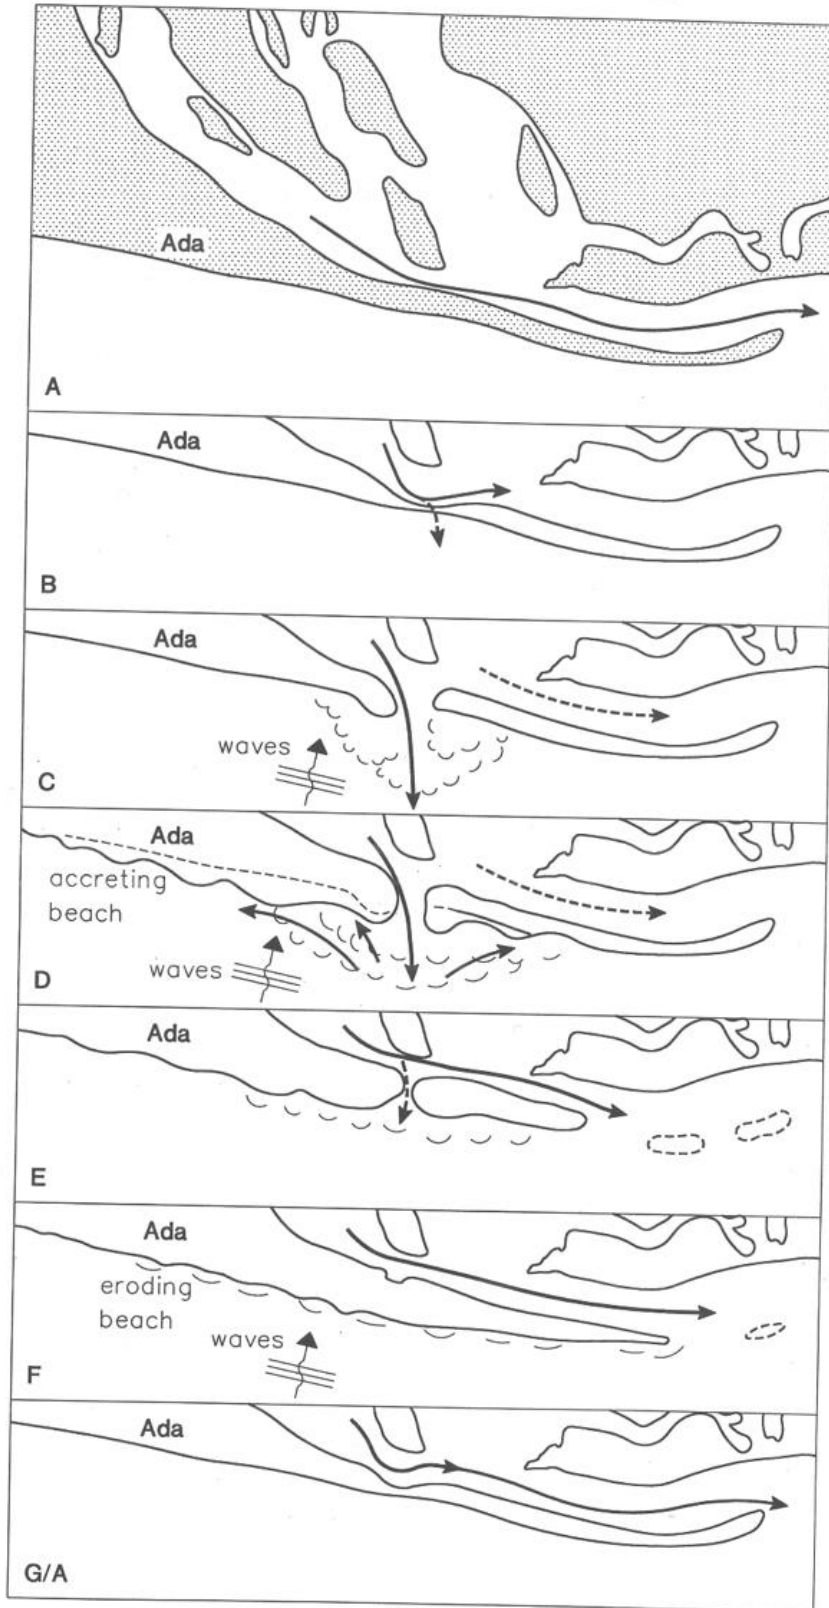 Ada
A
Ada
B
Ada
waves
C
Ada
accreting
beach
waves
D
Ada
E
Ada
eroding
beach
waves
F
Ada
G/A